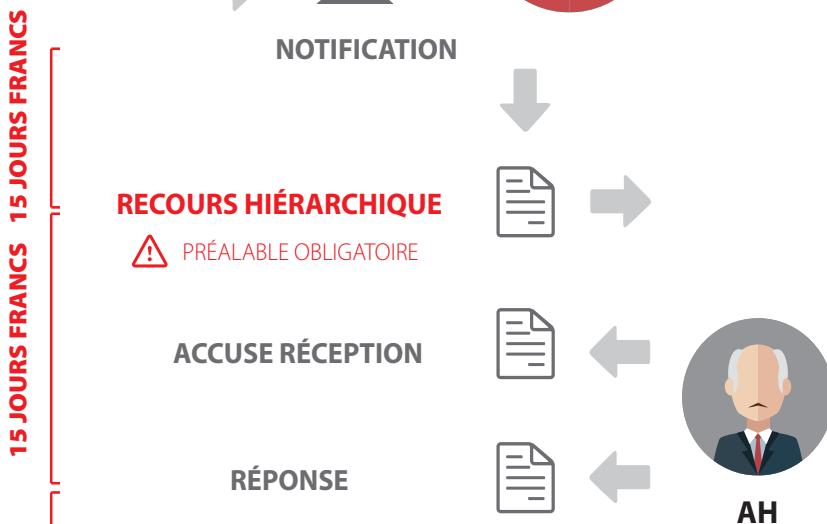 15 JOURS FRANCS
NOTIFICATION
RECOURS HIÉRARCHIQUE
PRÉALABLE OBLIGATOIRE
15 JOURS FRANCS
ACCUSE RÉCEPTION
RÉPONSE
AH